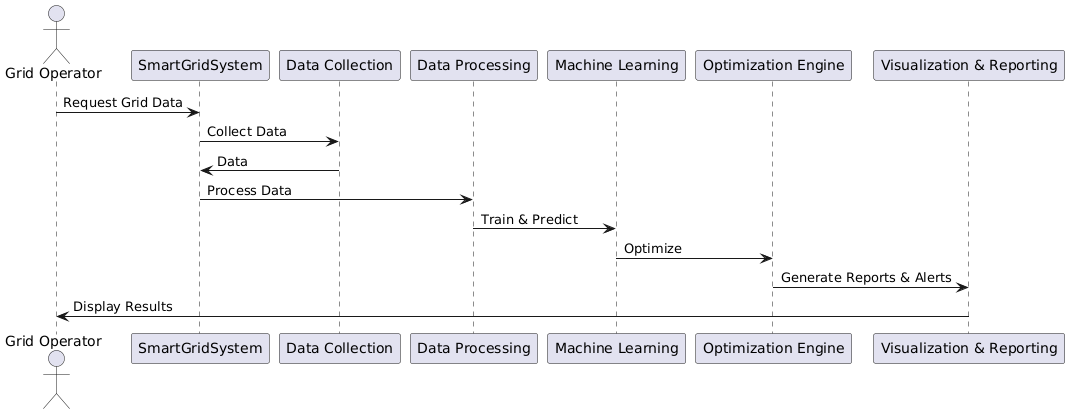 Grid Operator
SmartGridSystem
Data Collection
Data Processing
Machine Learning
Optimization Engine
Visualization & Reporting
Request Grid Data
Collect Data
Data
Process Data
Train & Predict
Optimize
Generate Reports & Alerts
Display Results
Grid Operator
SmartGridSystem
Data Collection
Data Processing
Machine Learning
Optimization Engine
Visualization & Reporting